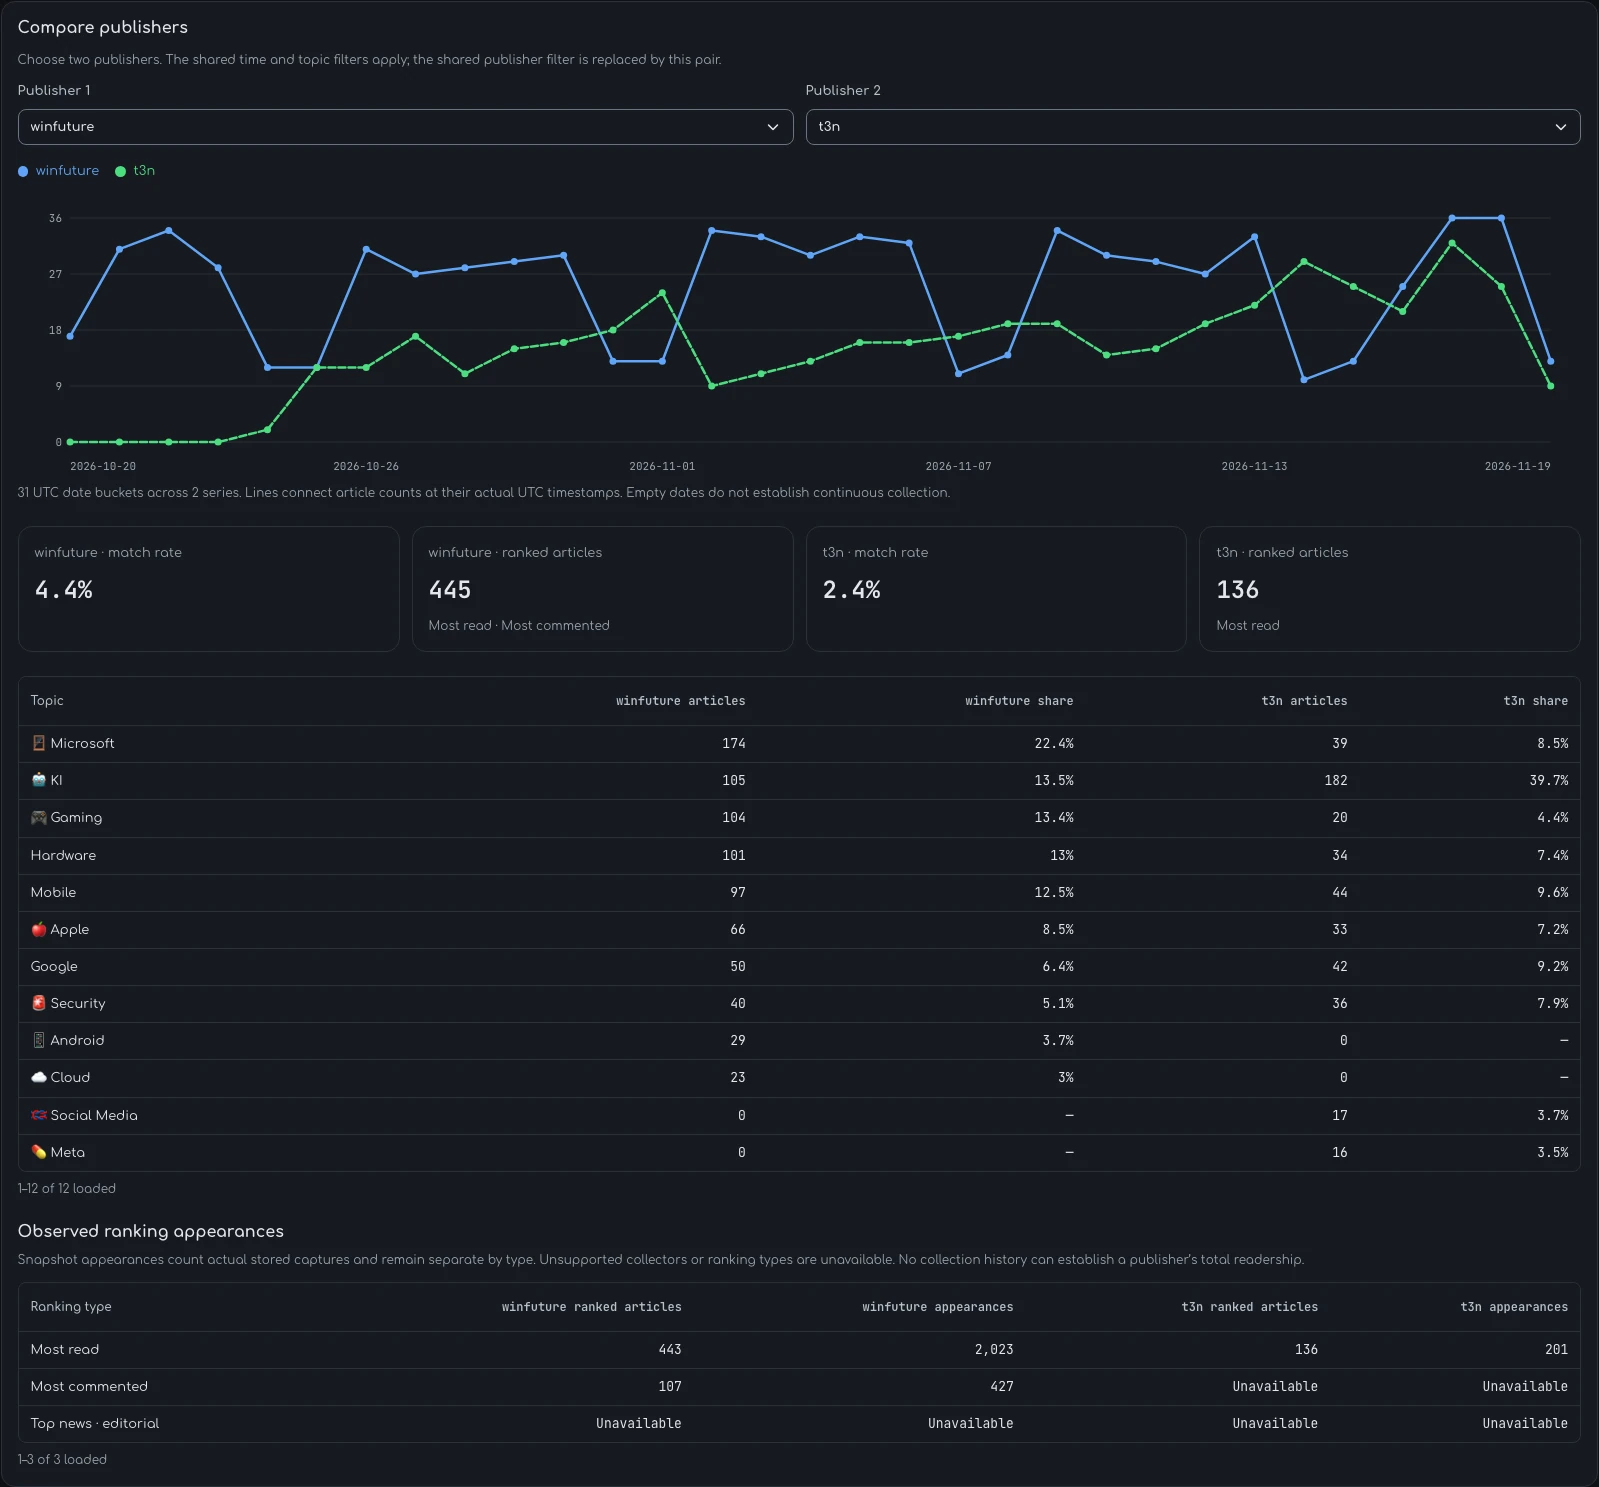 Compare publishers
Choose two publishers. The shared time and topic filters apply; the shared publisher filter is replaced by this pair.
Publisher 1 Publisher 2
winfuture t3n
winfuture t3n
36
27
18
9
0
2026-10-20 2026-10-26 2026-11-01 2026-11-07 2026-11-13 2026-11-19
31 UTC date buckets across 2 series. Lines connect article counts at their actual UTC timestamps. Empty dates do not establish continuous collection.
winfuture · match rate winfuture · ranked articles t3n · match rate t3n · ranked articles
4.4% 445 2.4% 136
Most read · Most commented Most read
Topic winfuture articles winfuture share t3n articles t3n share
Microsoft 174 22.4% 39 8.5%
KI 105 13.5% 182 39.7%
Gaming 104 13.4% 20 4.4%
Hardware 101 13% 34 7.4%
Mobile 97 12.5% 44 9.6%
Apple 66 8.5% 33 7.2%
Google 50 6.4% 42 9.2%
Security 40 5.1% 36 7.9%
Android 29 3.7% 0 —
Cloud 23 3% 0 —
Social Media 0 — 17 3.7%
Meta 0 — 16 3.5%
1–12 of 12 loaded
Observed ranking appearances
Snapshot appearances count actual stored captures and remain separate by type. Unsupported collectors or ranking types are unavailable. No collection history can establish a publisher's total readership.
Ranking type winfuture ranked articles winfuture appearances t3n ranked articles t3n appearances
Most read 443 2,023 136 201
Most commented 107 427 Unavailable Unavailable
Top news · editorial Unavailable Unavailable Unavailable Unavailable
1–3 of 3 loaded